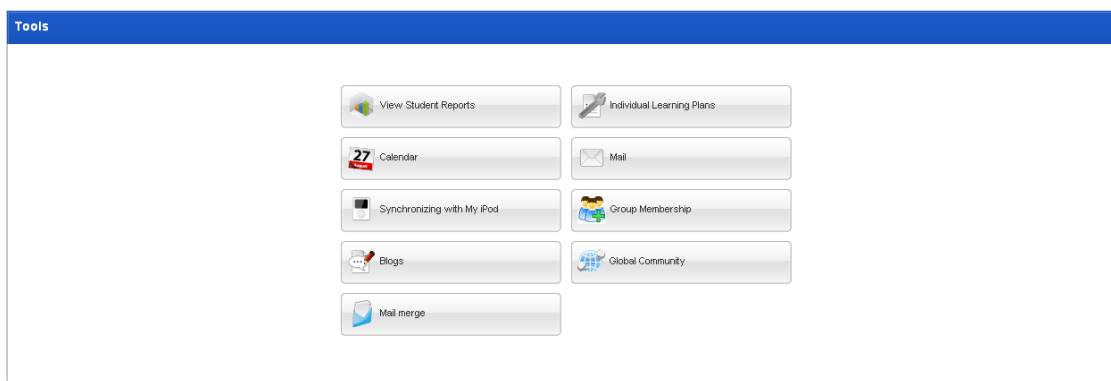 Tools
View Student Reports
Individual Learning Plans
27
August
Calendar
Mail
Synchronizing with My iPod
Group Membership
Blogs
Global Community
Mail merge